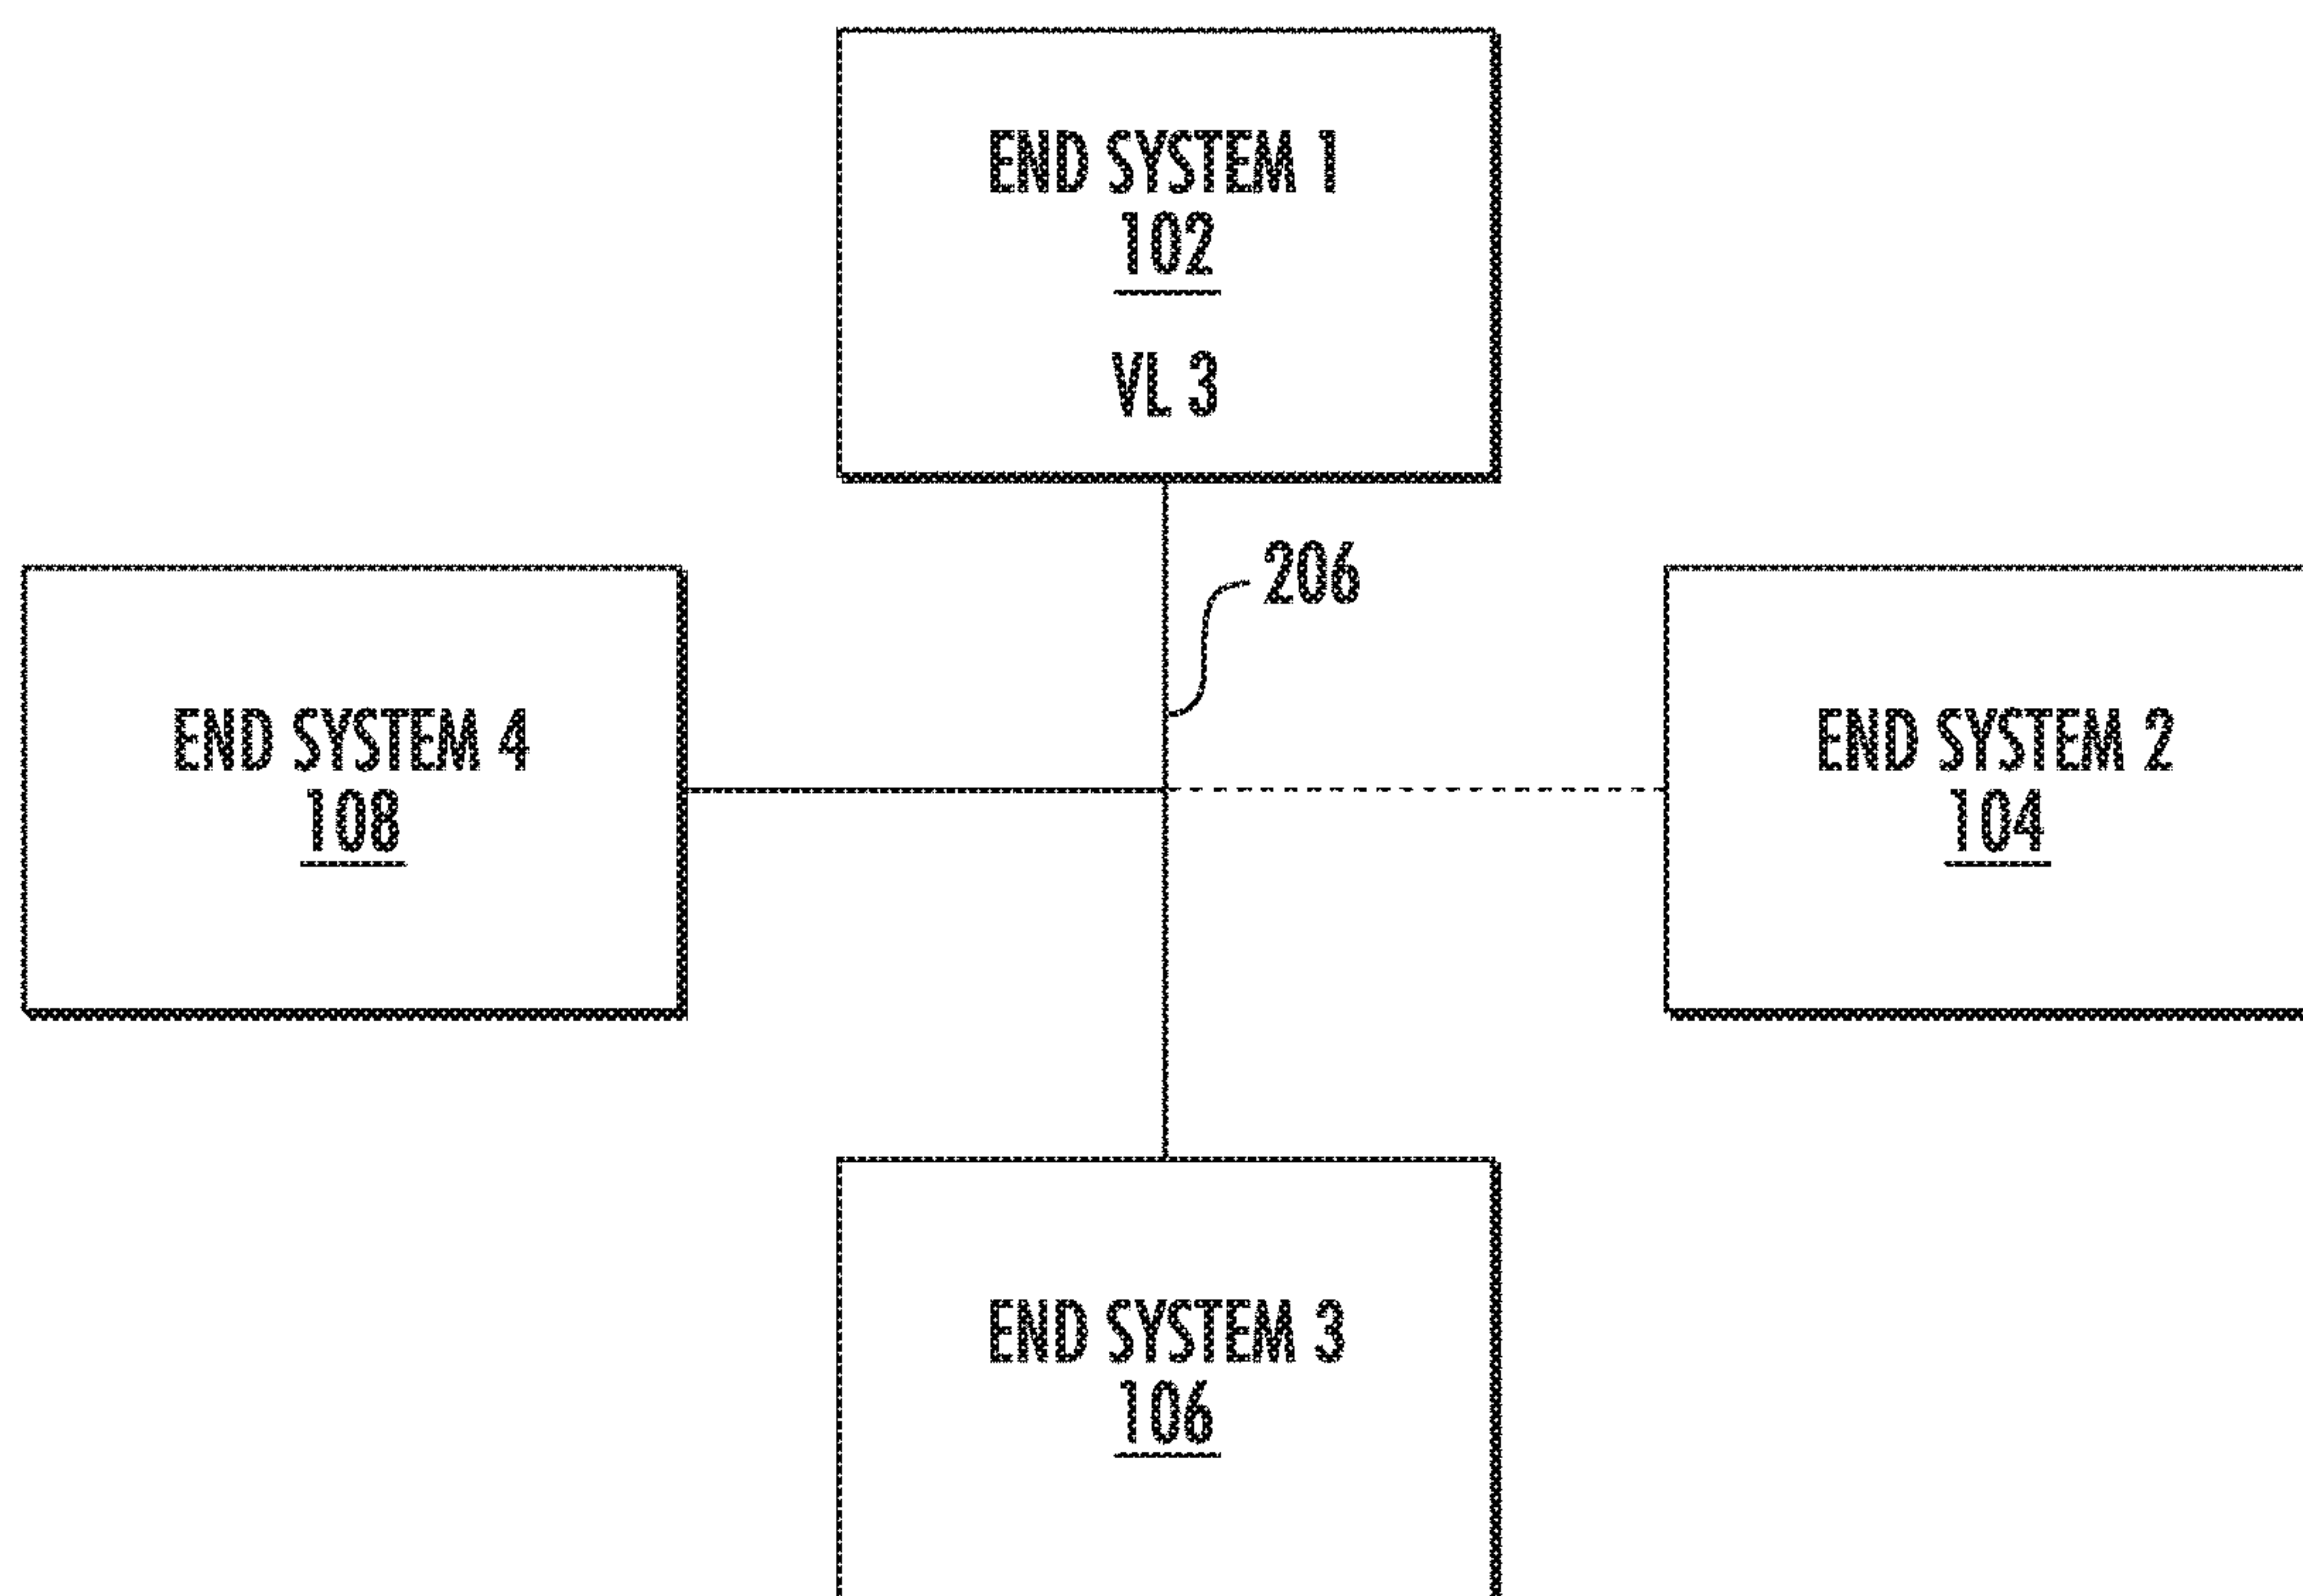 END SYSTEM 1
102
VL 3
206
END SYSTEM 4
108
END SYSTEM 2
104
END SYSTEM 3
106